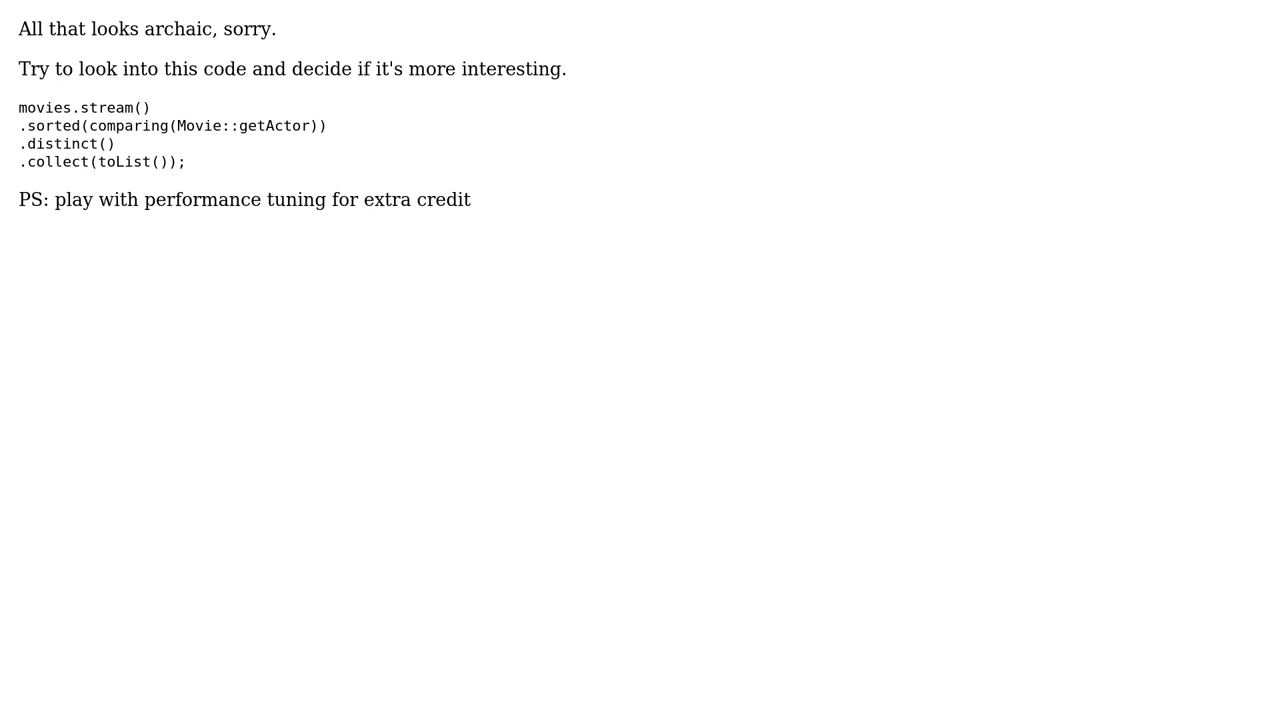 All that looks archaic, sorry.
Try to look into this code and decide if it's more interesting.
movies.stream()
.sorted(comparing(Movie::getActor))
.distinct()
.collect(toList());
PS: play with performance tuning for extra credit